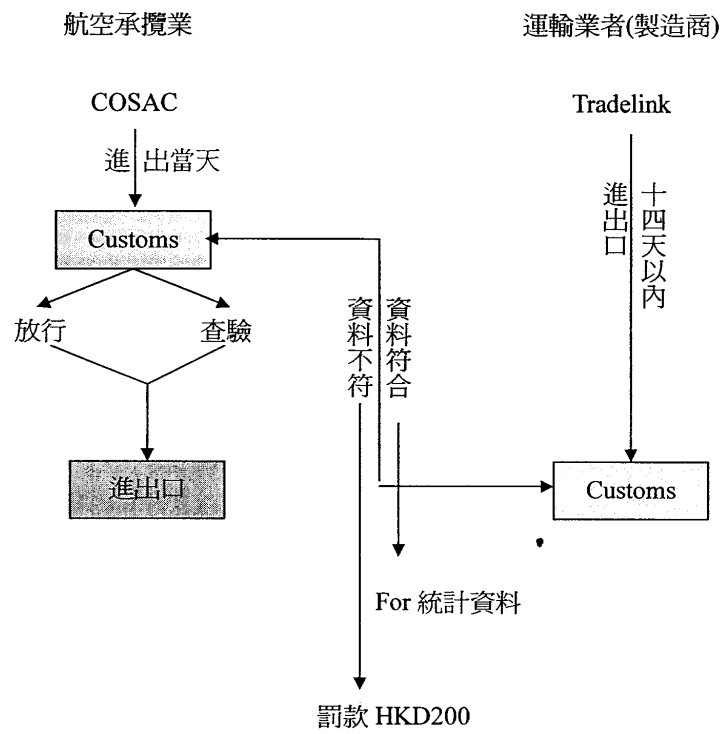 航空承攬業
運輸業者(製造商)
COSAC
Tradelink
進 出當天
十四天以內
進出口
Customs
放行
查驗
資料符合
資料不符
進出口
Customs
For 統計資料
罰款 HKD200